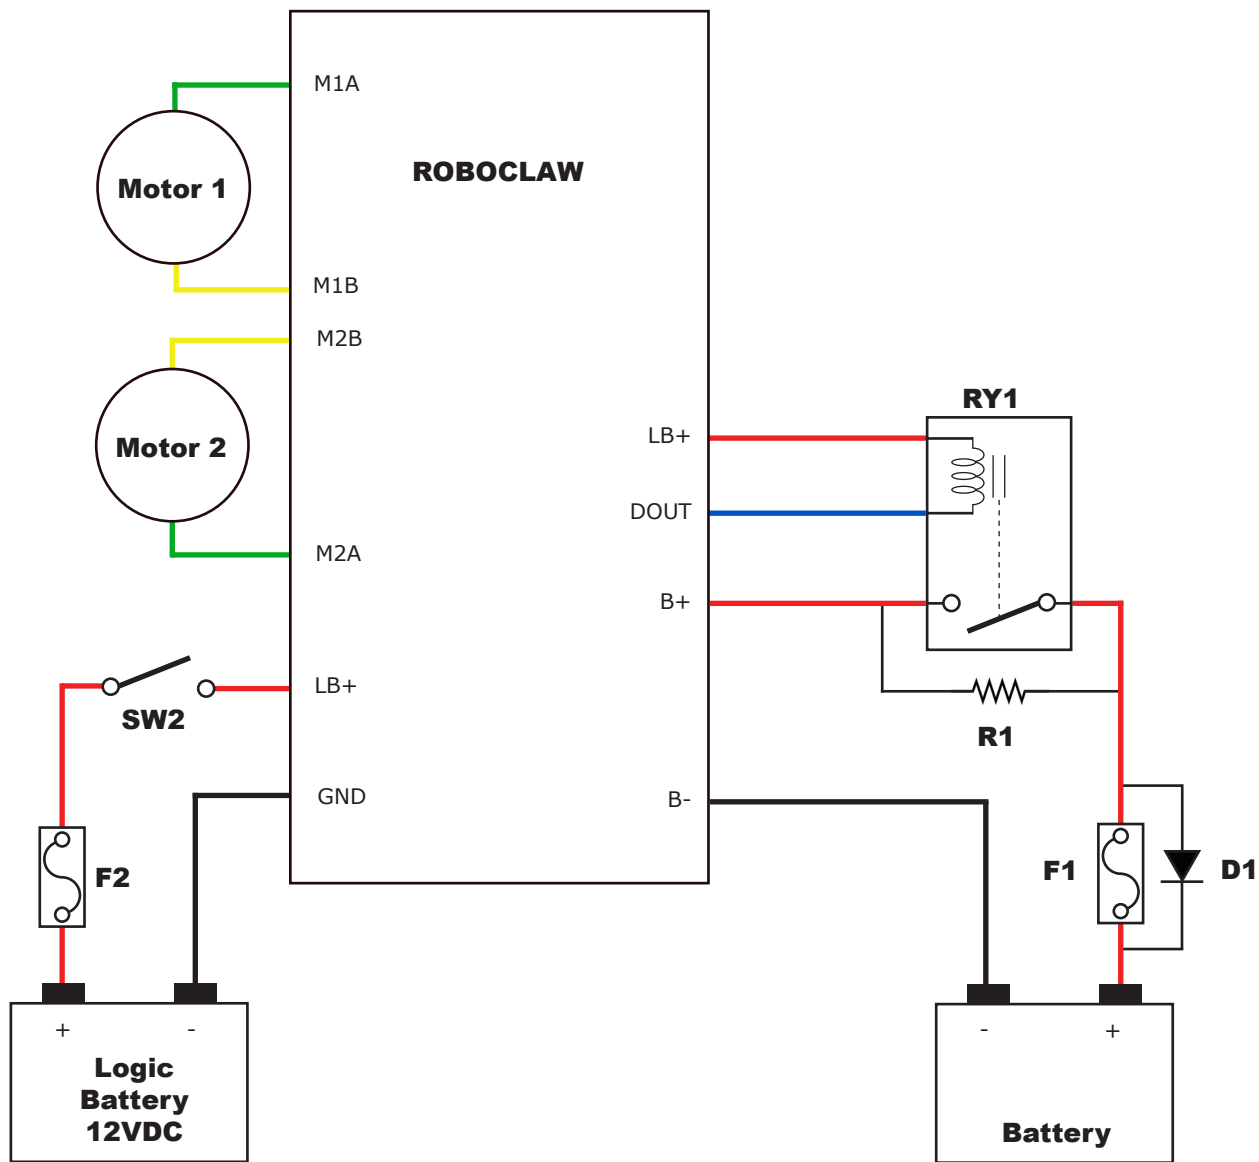 M1A
ROBOCLAW
Motor 1
M1B
M2B
RY1
LB+
Motor 2
DOUT
M2A
B+
LB+
SW2
R1
GND
B-
F2
F1
D1
+ -
- +
Logic
Battery
12VDC
Battery